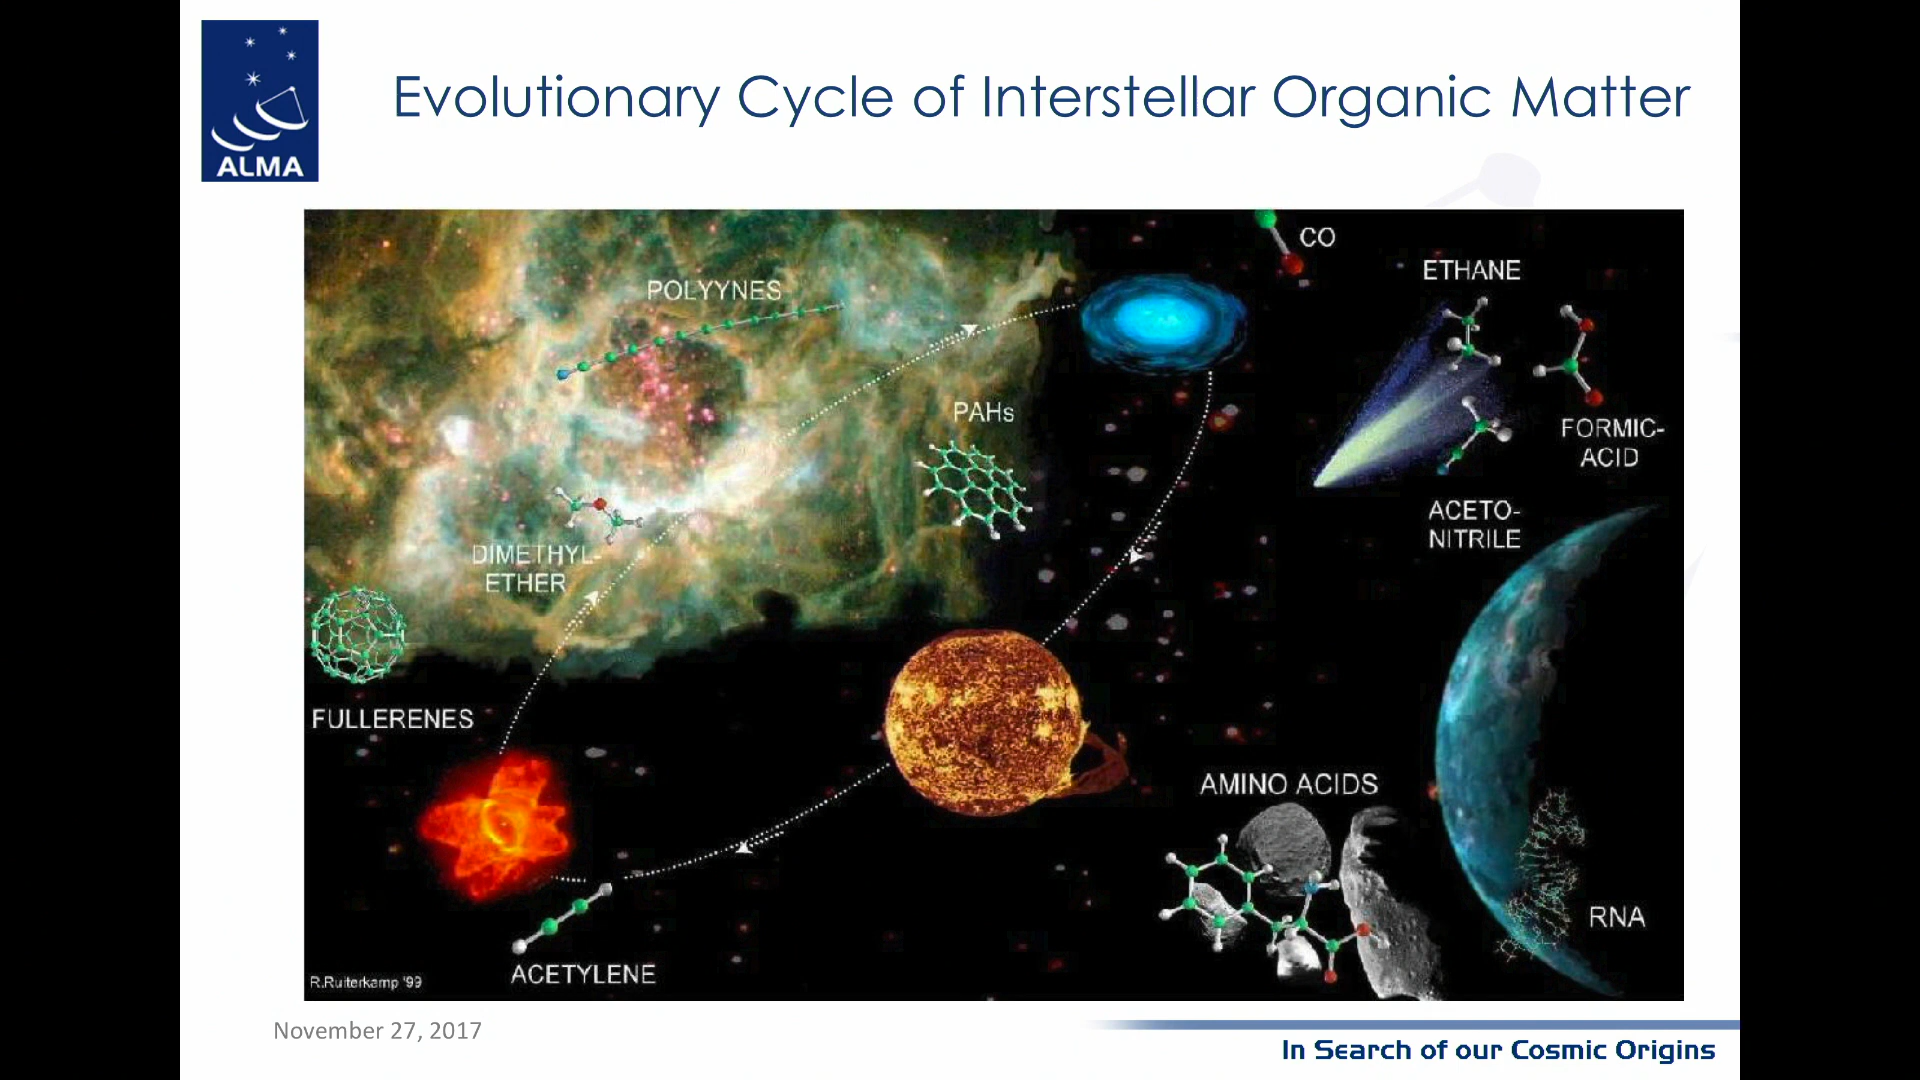 ALMA
Evolutionary Cycle of Interstellar Organic Matter
CO
ETHANE
POLYYNES
PAHs
FORMIC-
ACID
ACETO-
NITRILE
DIMETHYL-
ETHER
FULLERENES
AMINO ACIDS
RNA
ACETYLENE
R.Ruiterkamp '99
November 27, 2017
In Search of our Cosmic Origins